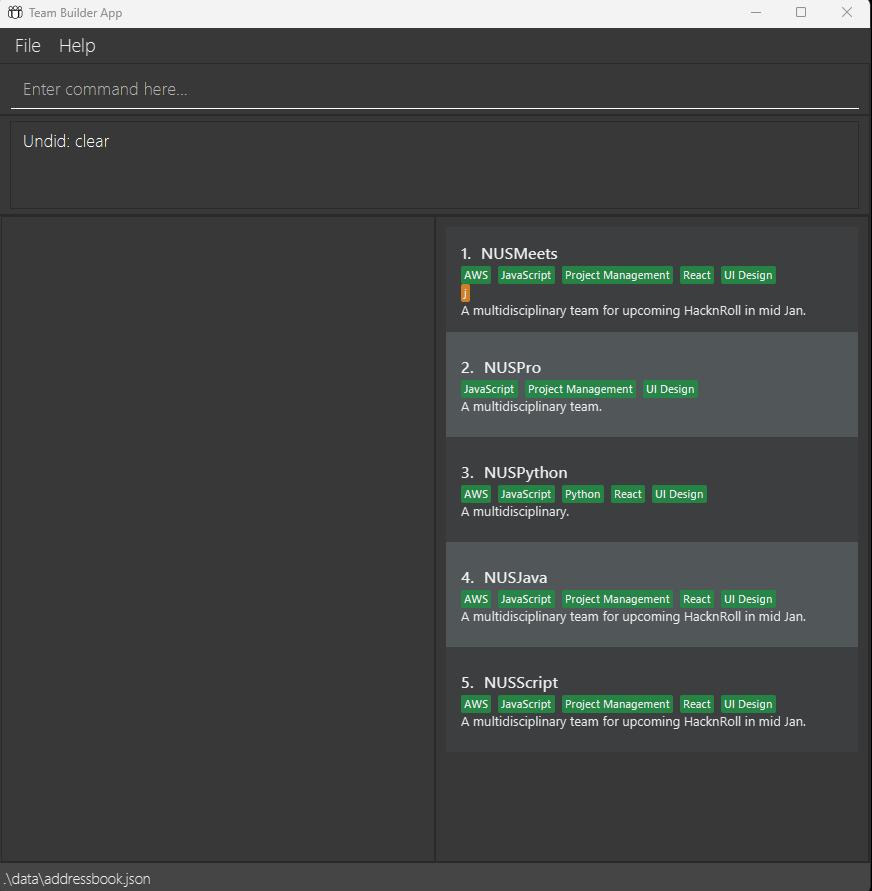 Team Builder App
File Help
Enter command here...
Undid: clear
1. NUSMeets
AWS JavaScript Project Management React UI Design
j
A multidisciplinary team for upcoming HacknRoll in mid Jan.
2. NUSPro
JavaScript Project Management UI Design
A multidisciplinary team.
3. NUSPython
AWS JavaScript Python React UI Design
A multidisciplinary.
4. NUSJava
AWS JavaScript Project Management React UI Design
A multidisciplinary team for upcoming HacknRoll in mid Jan.
5. NUSScript
AWS JavaScript Project Management React UI Design
A multidisciplinary team for upcoming HacknRoll in mid Jan.
.\data\addressbook.json